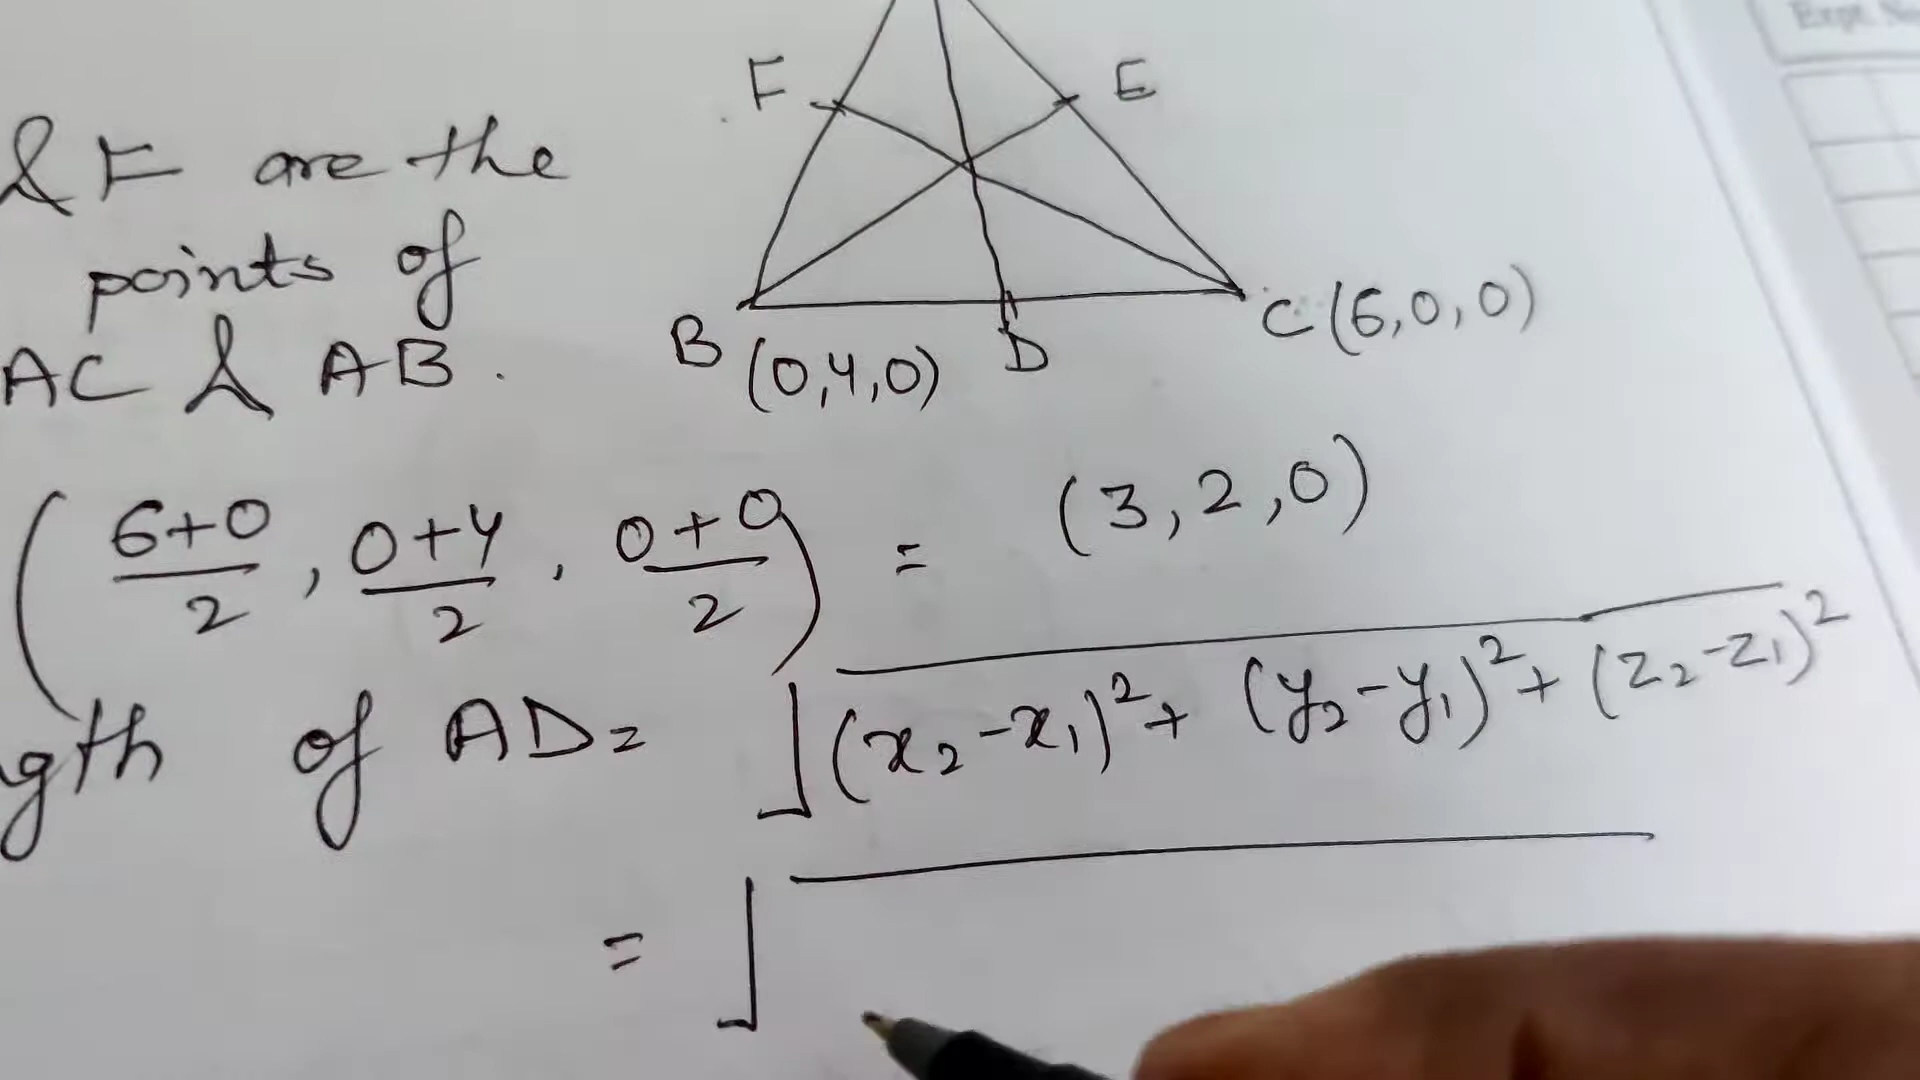 F E
& F are the
points of
AC & AB.
B (0,4,0) D C (6,0,0)
( 6+0/2 , 0+4/2 , 0+0/2 ) = (3,2,0)
gth of AD = √(x₂-x₁)² + (y₂-y₁)² + (z₂-z₁)²
= √